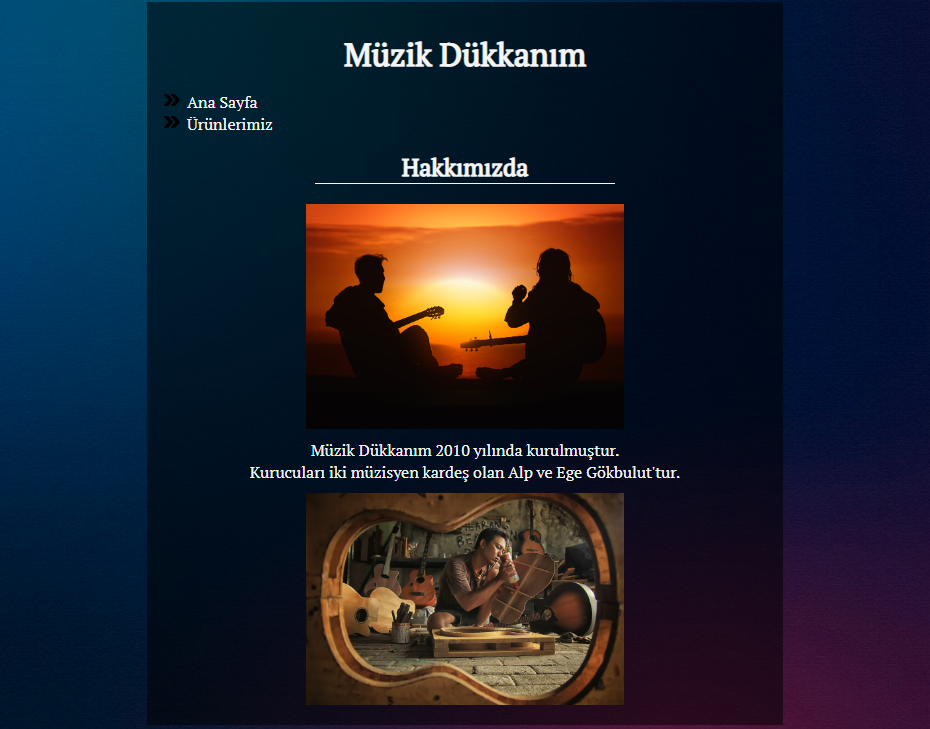 Müzik Dükkanım
Ana Sayfa
Ürünlerimiz
Hakkımızda
Müzik Dükkanım 2010 yılında kurulmuştur.
Kurucuları iki müzisyen kardeş olan Alp ve Ege Gökbulut'tur.